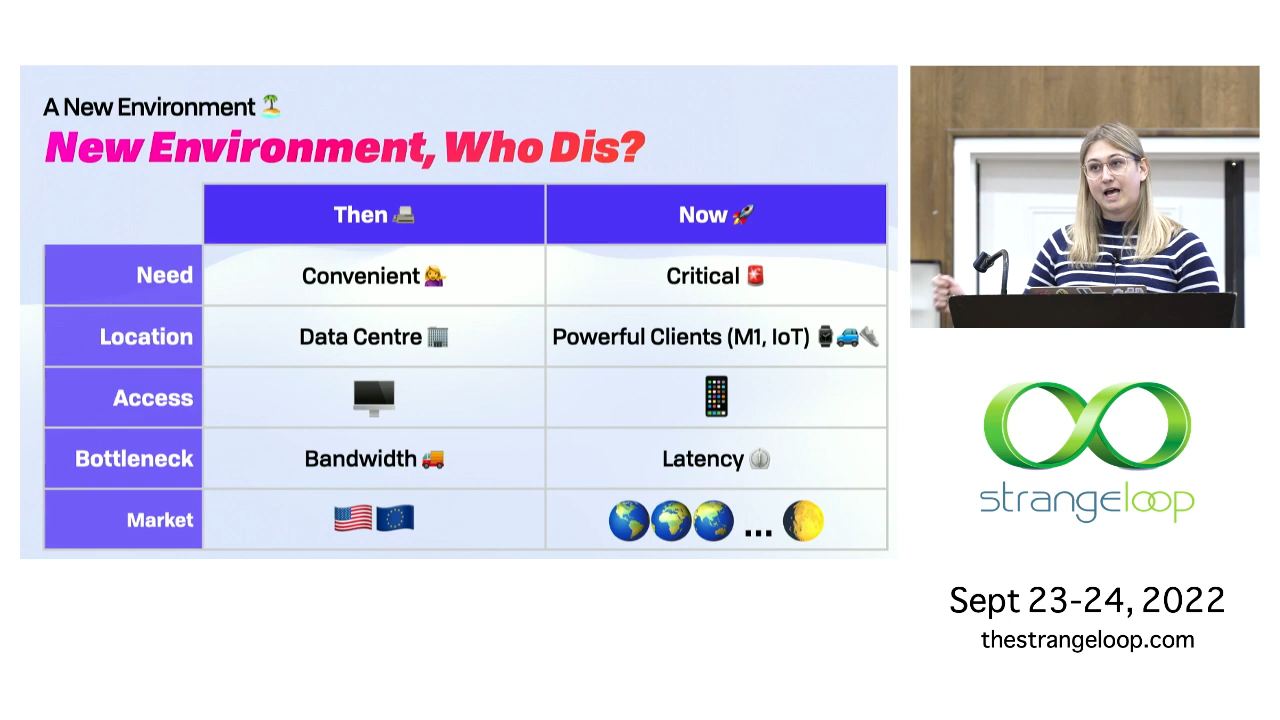 A New Environment 🏝️
New Environment, Who Dis?
Then 📠 Now 🚀
Need Convenient 💁‍♀️ Critical 🚨
Location Data Centre 🏢 Powerful Clients (M1, IoT) ⌚🚙👟
Access 🖥️ 📱
Bottleneck Bandwidth 🚚 Latency ⏲️
Market 🇺🇸🇪🇺 🌎🌍🌏 ... 🌔
strangeloop
Sept 23-24, 2022
thestrangeloop.com